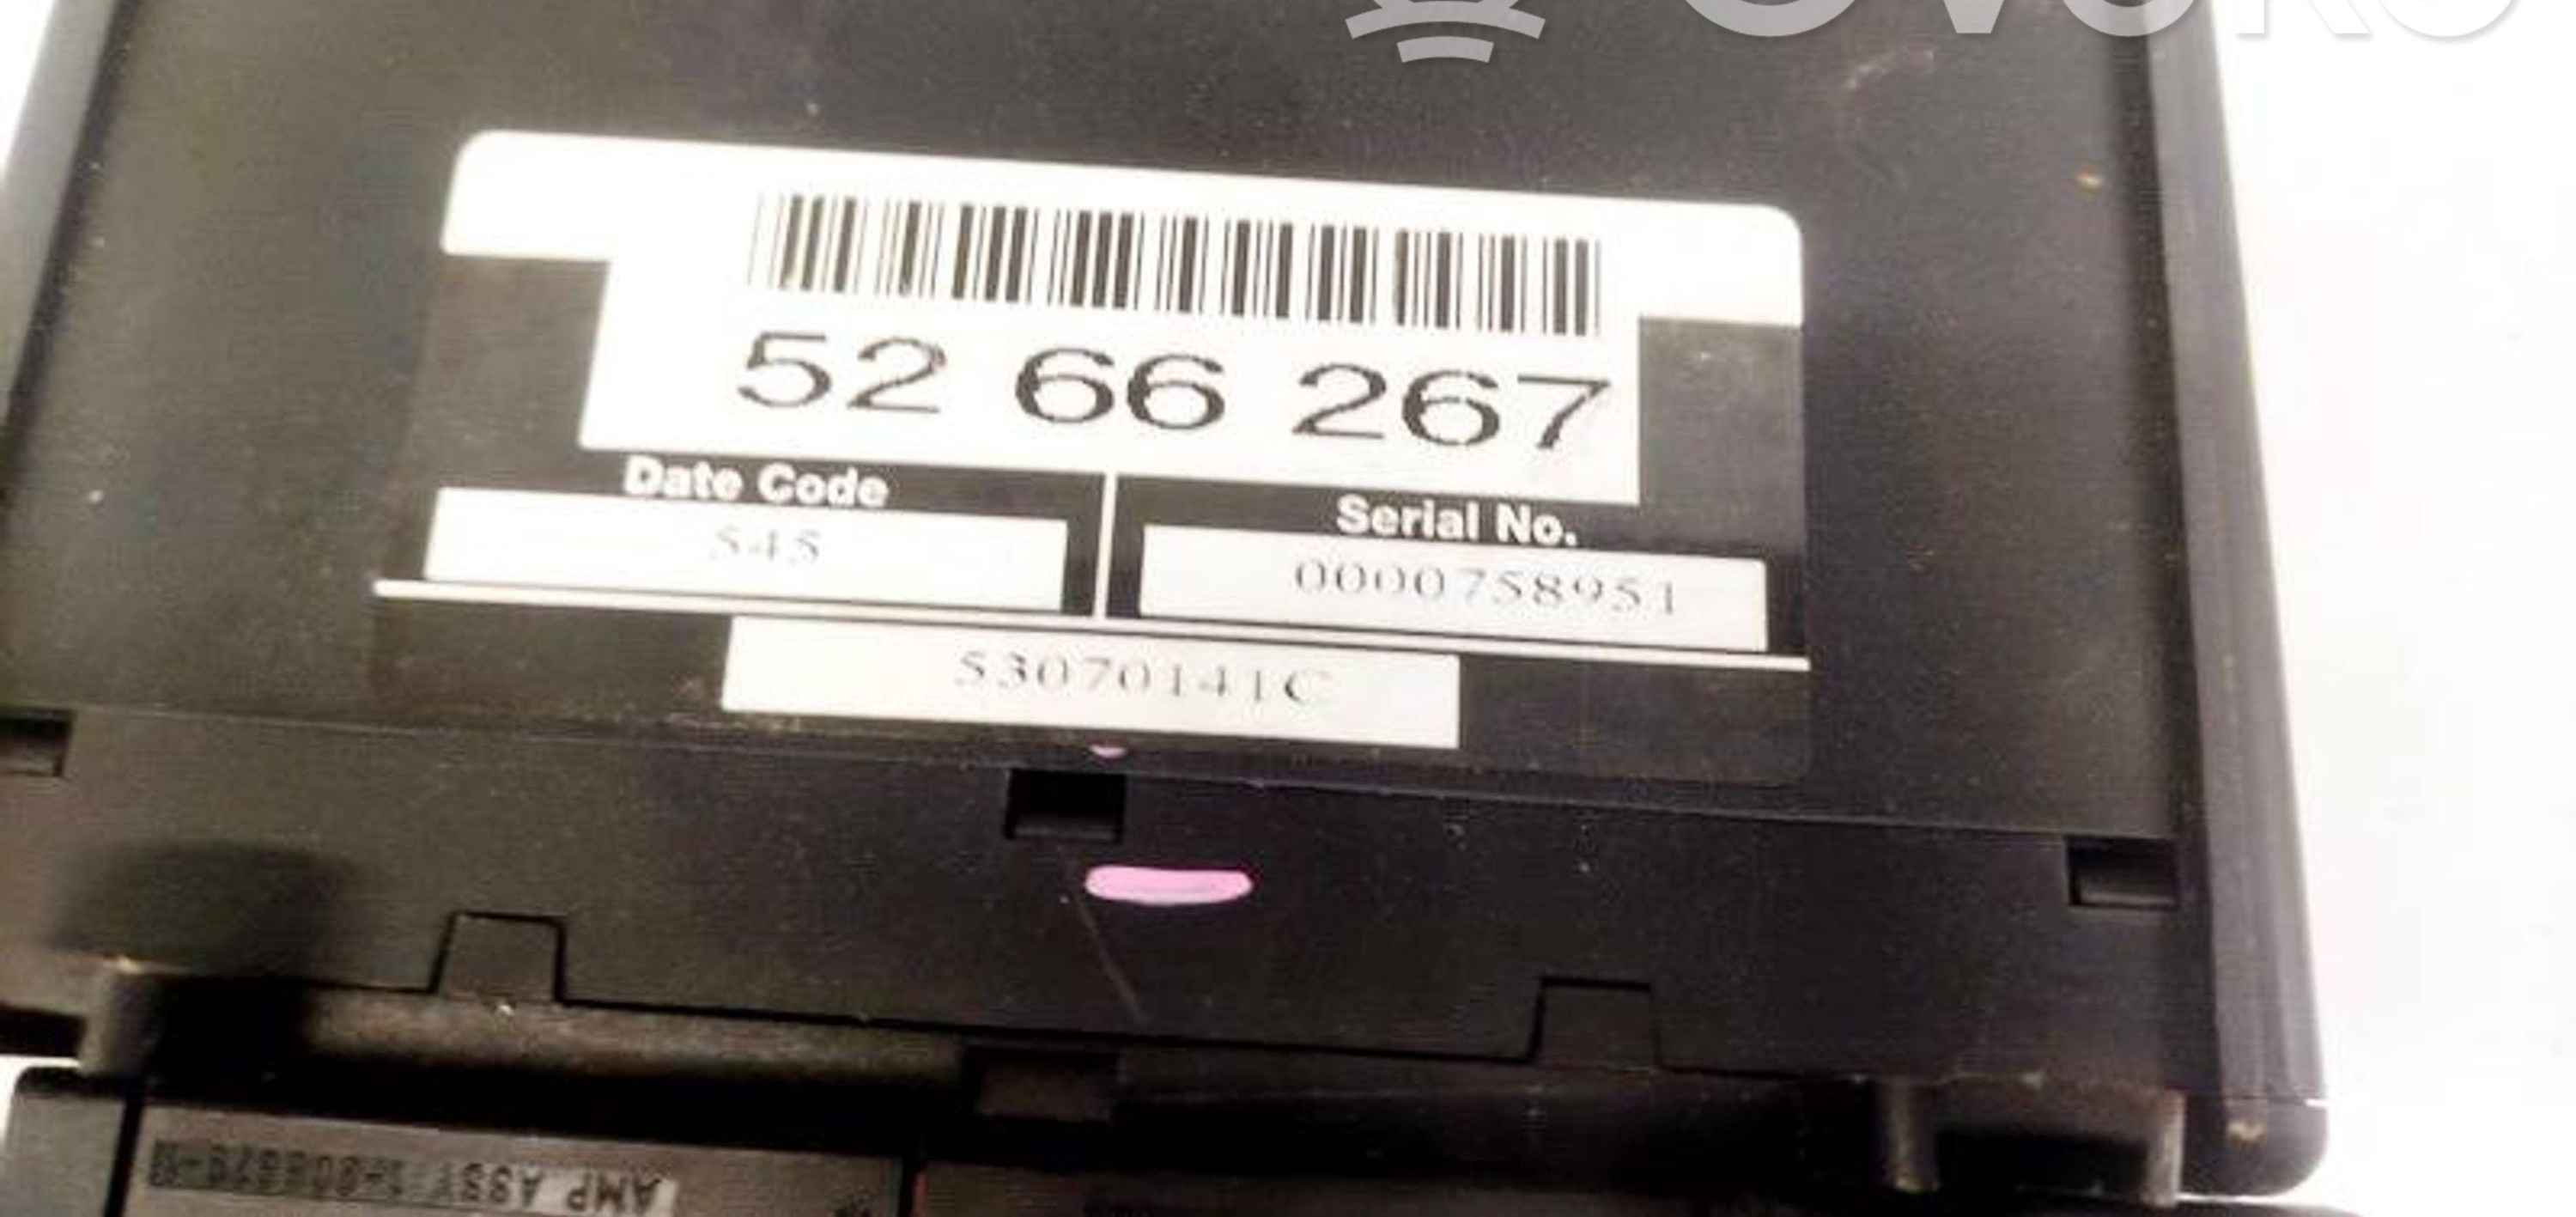 52 66 267
Date Code
545
Serial No.
0000758951
53070141C
AMP ASSY